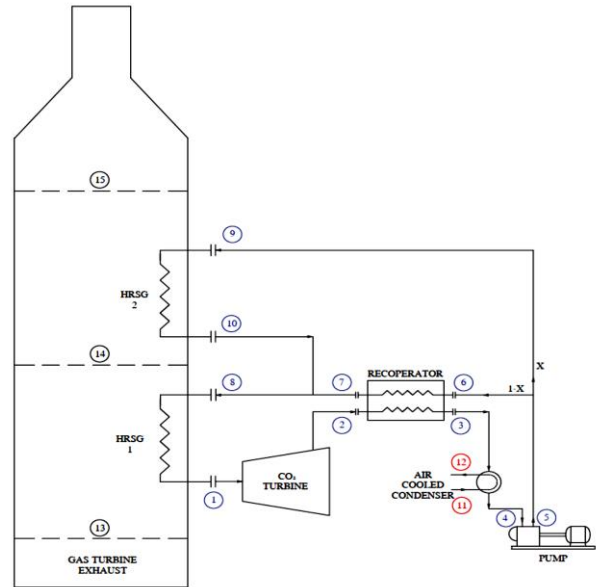 15
9
HRSG
2
10
14
RECOPERATOR
X
8
7
6
1-X
HRSG
1
2
3
CO₂
TURBINE
12
AIR
COOLED
CONDENSER
11
1
4
5
13
GAS TURBINE
EXHAUST
PUMP